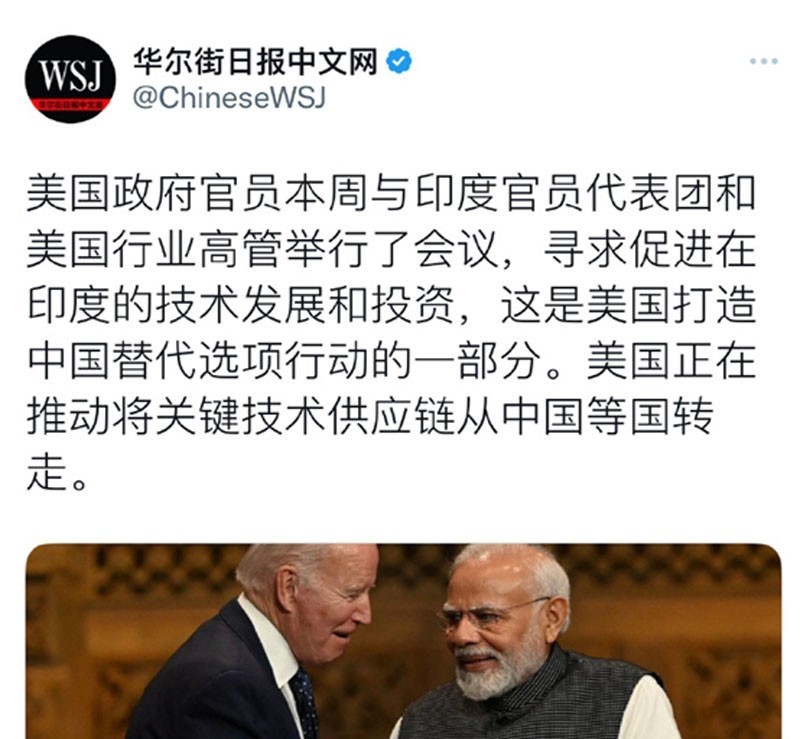 WSJ
华尔街日报中文网
@ChineseWSJ
美国政府官员本周与印度官员代表团和
美国行业高管举行了会议，寻求促进在
印度的技术发展和投资，这是美国打造
中国替代选项行动的一部分。美国正在
推动将关键技术供应链从中国等国转
走。